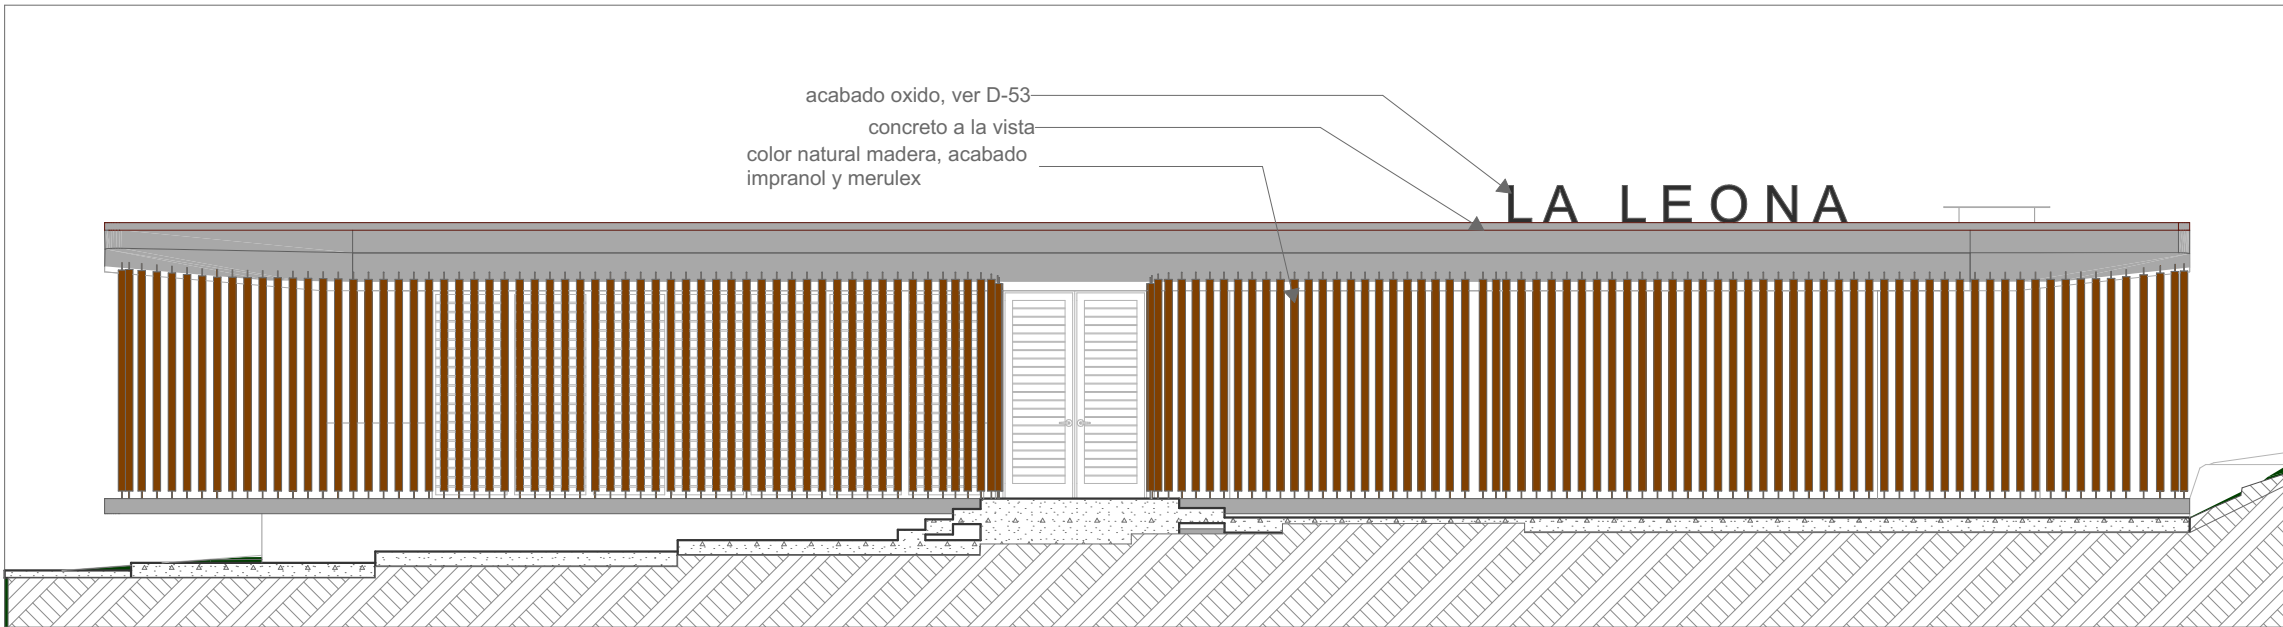 acabado oxido, ver D-53
concreto a la vista
color natural madera, acabado
impranol y merulex
LA LEONA